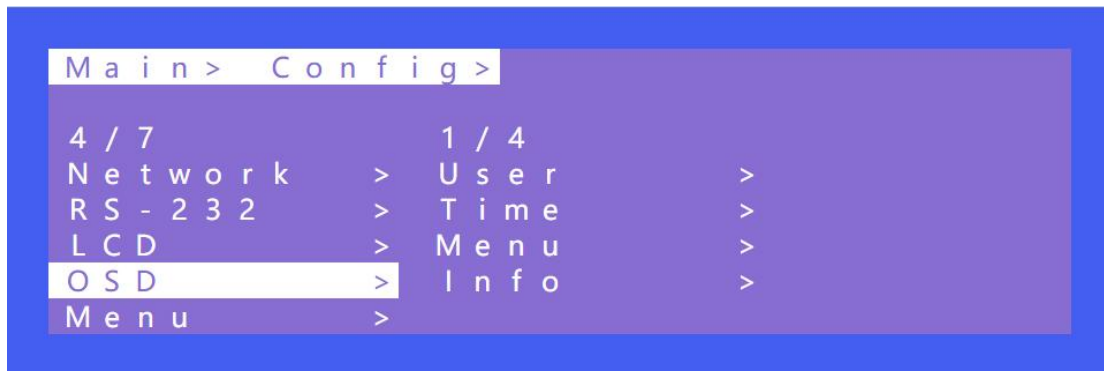 Main> Config>
4/7 1/4
Network > User >
RS-232 > Time >
LCD > Menu >
OSD > Info >
Menu >